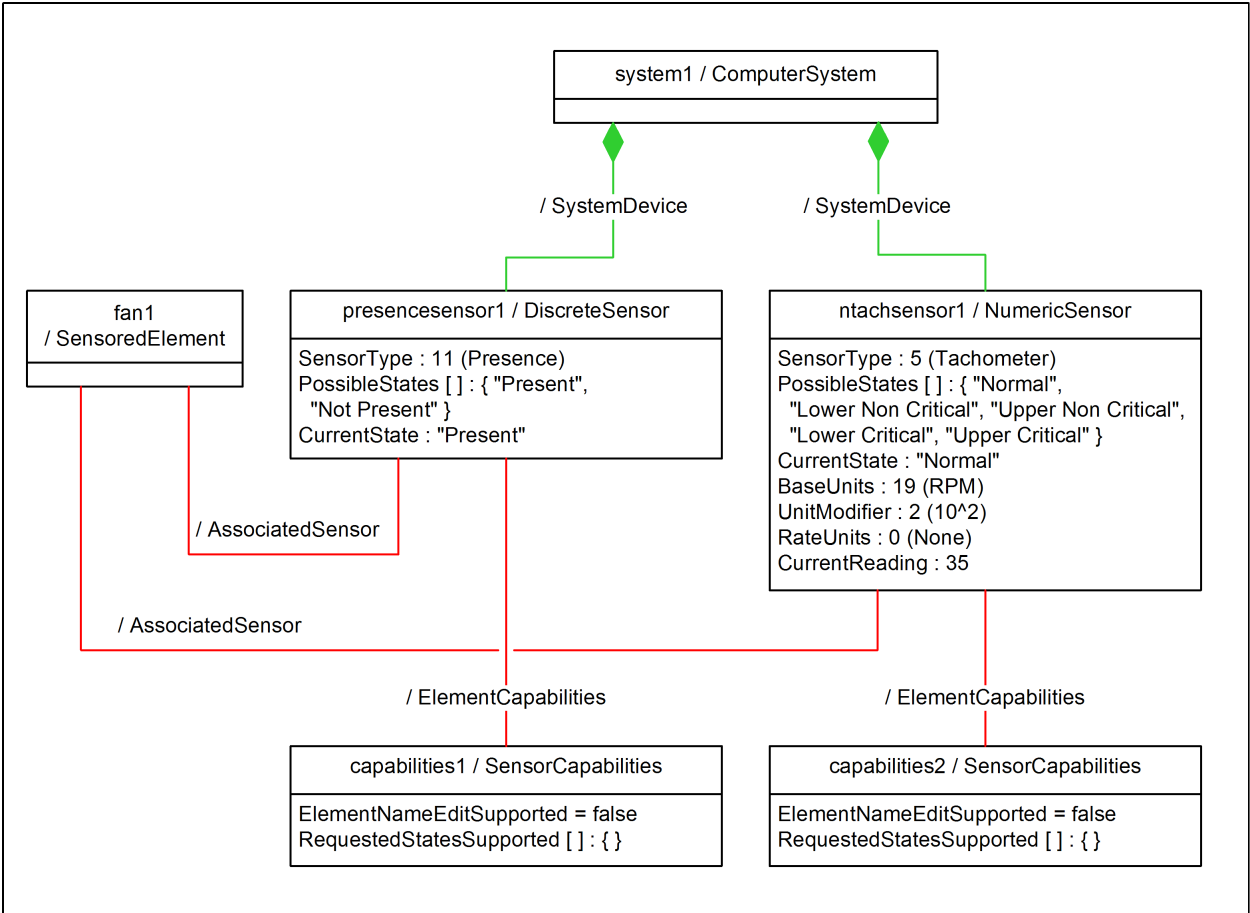 system1 / ComputerSystem
/ SystemDevice
/ SystemDevice
fan1
/ SensoredElement
presencesensor1 / DiscreteSensor
SensorType : 11 (Presence)
PossibleStates [ ] : { "Present",
"Not Present" }
CurrentState : "Present"
ntachsensor1 / NumericSensor
SensorType : 5 (Tachometer)
PossibleStates [ ] : { "Normal",
"Lower Non Critical", "Upper Non Critical",
"Lower Critical", "Upper Critical" }
CurrentState : "Normal"
BaseUnits : 19 (RPM)
UnitModifier : 2 (10^2)
RateUnits : 0 (None)
CurrentReading : 35
/ AssociatedSensor
/ AssociatedSensor
/ ElementCapabilities
/ ElementCapabilities
capabilities1 / SensorCapabilities
ElementNameEditSupported = false
RequestedStatesSupported [ ] : { }
capabilities2 / SensorCapabilities
ElementNameEditSupported = false
RequestedStatesSupported [ ] : { }